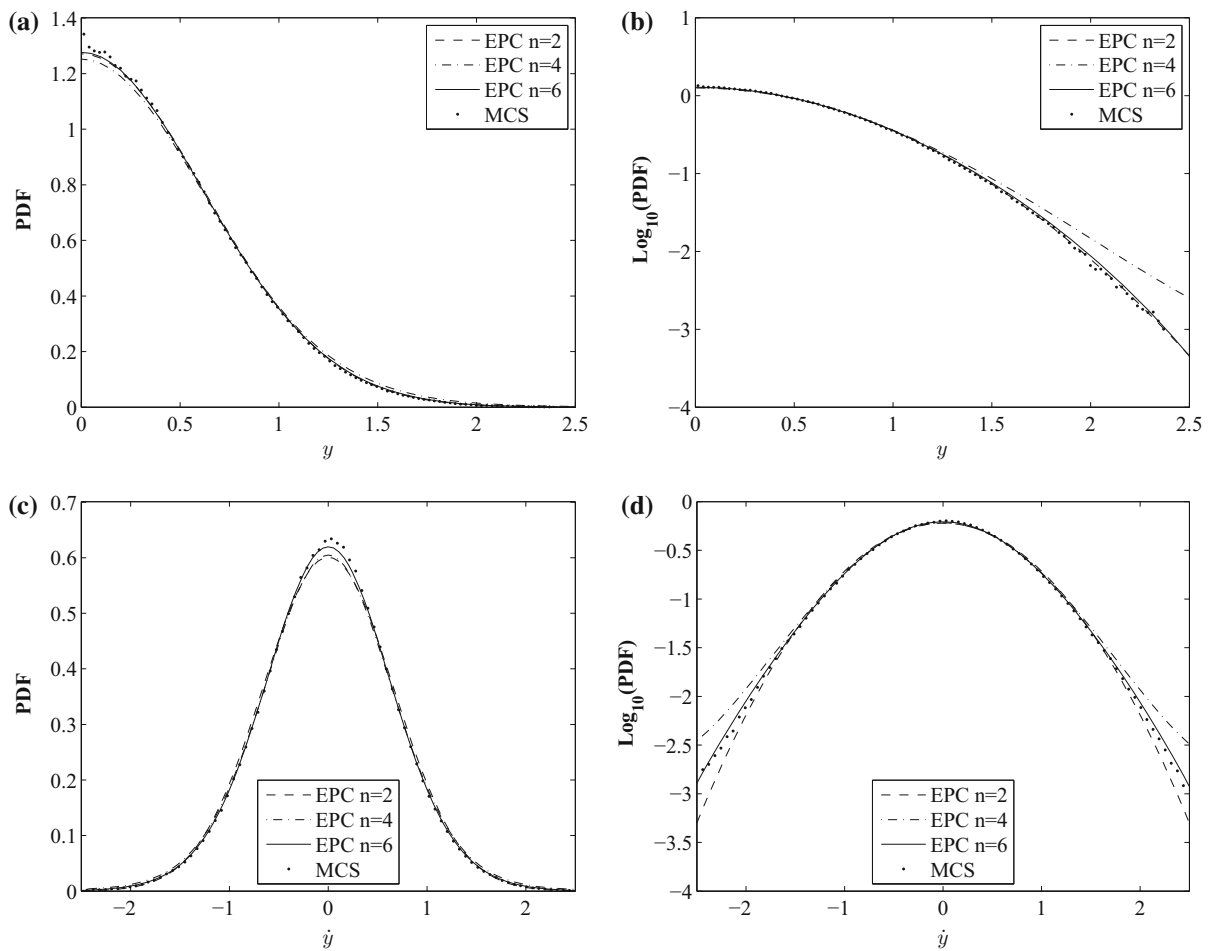 (a)
1.4
1.2
1
0.8
0.6
0.4
0.2
0
PDF
0 0.5 1 1.5 2 2.5
y
EPC n=2
EPC n=4
EPC n=6
MCS
(b)
1
0
−1
−2
−3
−4
Log10(PDF)
0 0.5 1 1.5 2 2.5
y
EPC n=2
EPC n=4
EPC n=6
MCS
(c)
0.7
0.6
0.5
0.4
0.3
0.2
0.1
0
PDF
−2 −1 0 1 2
ẏ
EPC n=2
EPC n=4
EPC n=6
MCS
(d)
0
−0.5
−1
−1.5
−2
−2.5
−3
−3.5
−4
Log10(PDF)
−2 −1 0 1 2
ẏ
EPC n=2
EPC n=4
EPC n=6
MCS